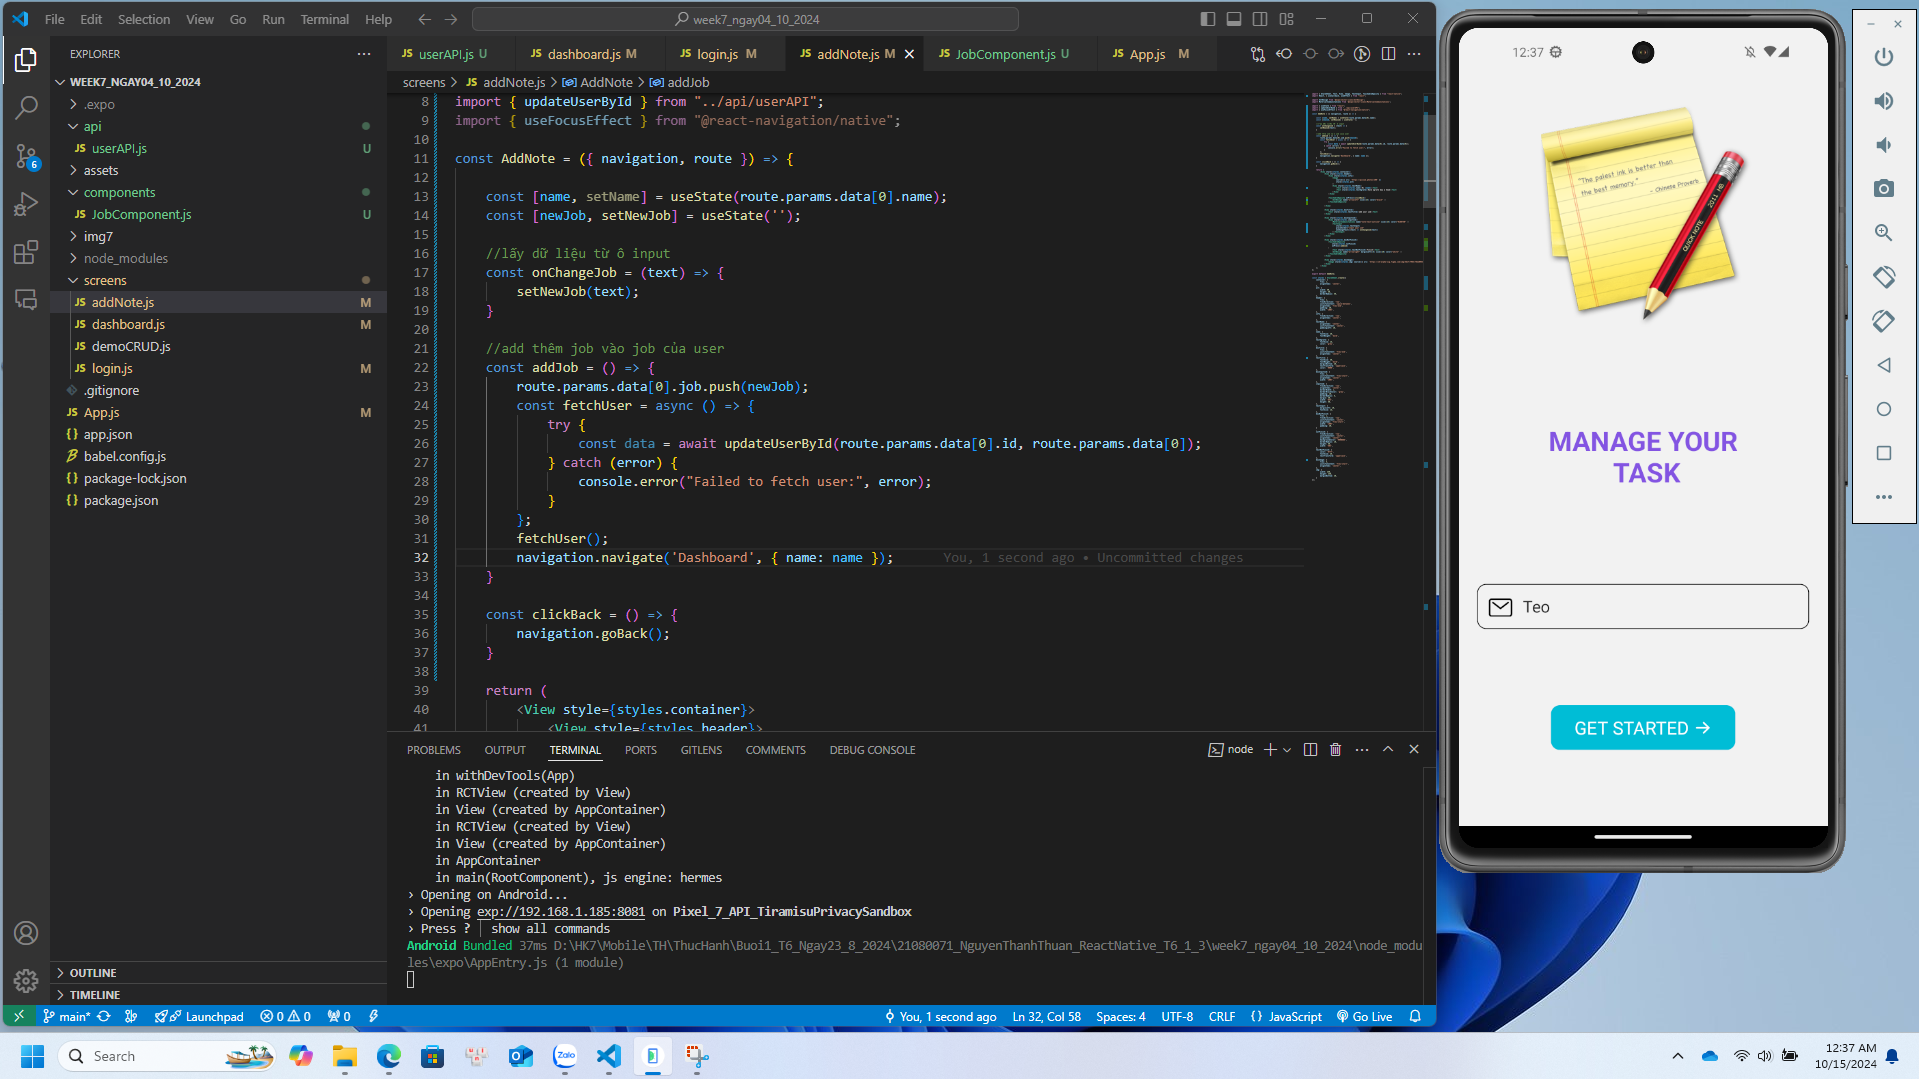 File Edit Selection View Go Run Terminal Help
week7_ngay04_10_2024
EXPLORER
WEEK7_NGAY04_10_2024
.expo
api
userAPI.js U
assets
components
JobComponent.js U
img7
node_modules
screens
addNote.js M
dashboard.js M
demoCRUD.js
login.js M
.gitignore
App.js M
app.json
babel.config.js
package-lock.json
package.json
OUTLINE
TIMELINE
6
userAPI.js U dashboard.js M login.js M addNote.js M JobComponent.js U App.js M
screens > JS addNote.js > AddNote > addJob
8 import { updateUserById } from "../api/userAPI";
9 import { useFocusEffect } from "@react-navigation/native";
10
11 const AddNote = ({ navigation, route }) => {
12
13 const [name, setName] = useState(route.params.data[0].name);
14 const [newJob, setNewJob] = useState('');
15
16 //lấy dữ liệu từ ô input
17 const onChangeJob = (text) => {
18 setNewJob(text);
19 }
20
21 //add thêm job vào job của user
22 const addJob = () => {
23 route.params.data[0].job.push(newJob);
24 const fetchUser = async () => {
25 try {
26 const data = await updateUserById(route.params.data[0].id, route.params.data[0]);
27 } catch (error) {
28 console.error("Failed to fetch user:", error);
29 }
30 };
31 fetchUser();
32 navigation.navigate('Dashboard', { name: name }); You, 1 second ago • Uncommitted changes
33 }
34
35 const clickBack = () => {
36 navigation.goBack();
37 }
38
39 return (
40 <View style={styles.container}>
41 <View style={styles.header}>
PROBLEMS OUTPUT TERMINAL PORTS GITLENS COMMENTS DEBUG CONSOLE
node
in withDevTools(App)
in RCTView (created by View)
in View (created by AppContainer)
in RCTView (created by View)
in View (created by AppContainer)
in AppContainer
in main(RootComponent), js engine: hermes
› Opening on Android...
› Opening exp://192.168.1.185:8081 on Pixel_7_API_TiramisuPrivacySandbox
› Press ? │ show all commands
Android Bundled 37ms D:\HK7\Mobile\TH\ThucHanh\Buoi1_T6_Ngay23_8_2024\21080071_NguyenThanhThuan_ReactNative_T6_1_3\week7_ngay04_10_2024\node_modu
les\expo\AppEntry.js (1 module)
main* Launchpad 0 0 0 You, 1 second ago Ln 32, Col 58 Spaces: 4 UTF-8 CRLF {} JavaScript Go Live
12:37
"The palest ink is better than
the best memory."
- Chinese Proverb
QUICK NOTE 2011 HB
MANAGE YOUR
TASK
Teo
GET STARTED →
Search
Zalo
12:37 AM
10/15/2024